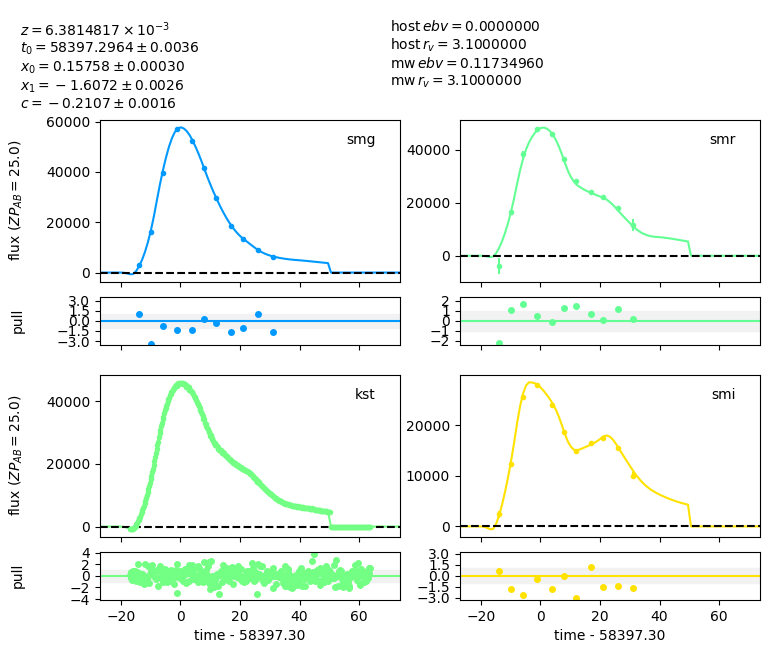 z = 6.3814817 × 10⁻³
t₀ = 58397.2964 ± 0.0036
x₀ = 0.15758 ± 0.00030
x₁ = −1.6072 ± 0.0026
c = −0.2107 ± 0.0016
host ebv = 0.0000000
host r_v = 3.1000000
mw ebv = 0.11734960
mw r_v = 3.1000000
flux (ZP_AB = 25.0)
60000
40000
20000
0
smg
40000
20000
0
smr
pull
3.0
1.5
0.0
−1.5
−3.0
2
1
0
−1
−2
flux (ZP_AB = 25.0)
40000
20000
0
kst
20000
10000
0
smi
pull
4
2
0
−2
−4
3.0
1.5
0.0
−1.5
−3.0
−20 0 20 40 60
−20 0 20 40 60
time - 58397.30
time - 58397.30